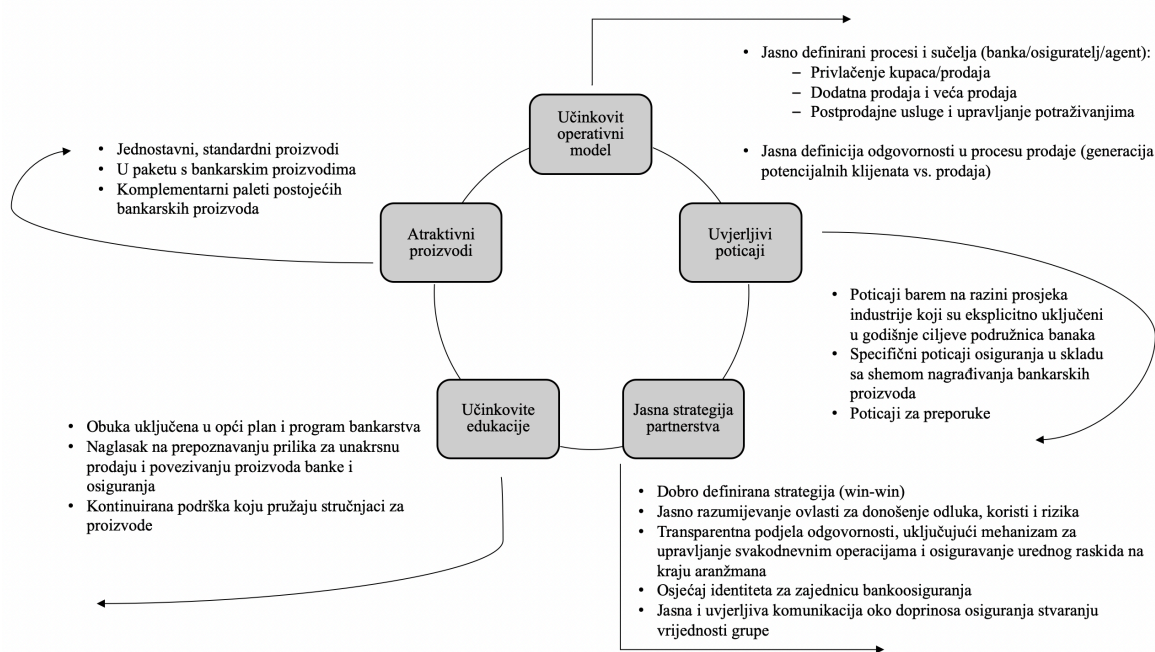 Učinkovit
operativni
model
• Jasno definirani procesi i sučelja (banka/osiguratelj/agent):
– Privlačenje kupaca/prodaja
– Dodatna prodaja i veća prodaja
– Postprodajne usluge i upravljanje potraživanjima
• Jasna definicija odgovornosti u procesu prodaje (generacija
potencijalnih klijenata vs. prodaja)
Uvjerljivi
poticaji
• Poticaji barem na razini prosjeka
industrije koji su eksplicitno uključeni
u godišnje ciljeve podružnica banaka
• Specifični poticaji osiguranja u skladu
sa shemom nagrađivanja bankarskih
proizvoda
• Poticaji za preporuke
Jasna strategija
partnerstva
• Dobro definirana strategija (win-win)
• Jasno razumijevanje ovlasti za donošenje odluka, koristi i rizika
• Transparentna podjela odgovornosti, uključujući mehanizam za
upravljanje svakodnevnim operacijama i osiguravanje urednog raskida na
kraju aranžmana
• Osjećaj identiteta za zajednicu bankoosiguranja
• Jasna i uvjerljiva komunikacija oko doprinosa osiguranja stvaranju
vrijednosti grupe
Učinkovite
edukacije
• Obuka uključena u opći plan i program bankarstva
• Naglasak na prepoznavanju prilika za unakrsnu
prodaju i povezivanju proizvoda banke i
osiguranja
• Kontinuirana podrška koju pružaju stručnjaci za
proizvode
Atraktivni
proizvodi
• Jednostavni, standardni proizvodi
• U paketu s bankarskim proizvodima
• Komplementarni paleti postojećih
bankarskih proizvoda